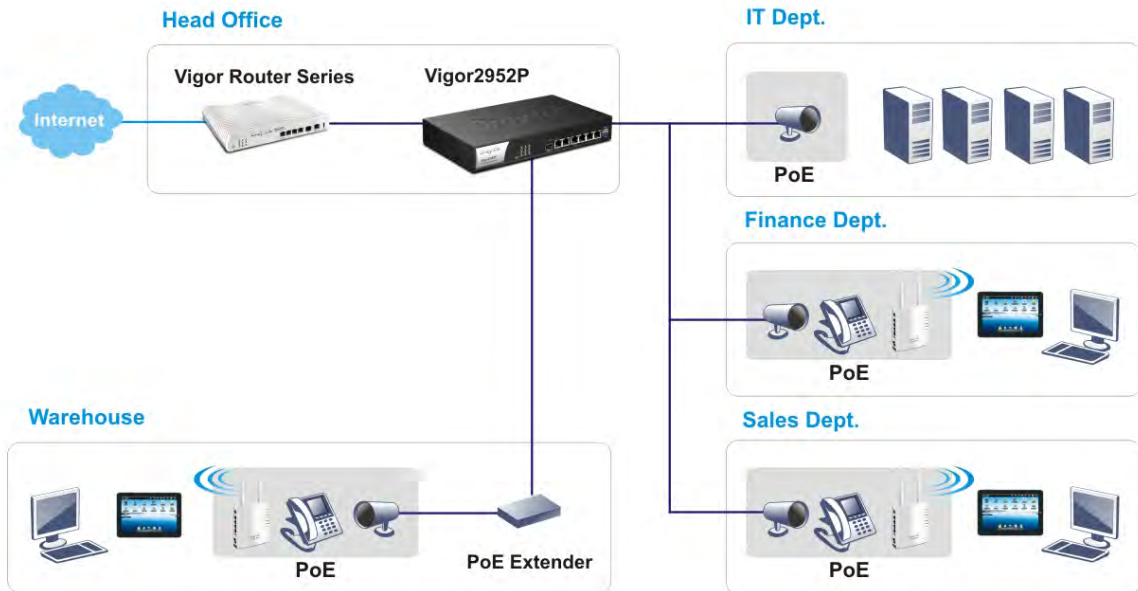 Head Office
IT Dept.
Vigor Router Series
Vigor2952P
Internet
PoE
Finance Dept.
PoE
Warehouse
Sales Dept.
PoE Extender
PoE
PoE